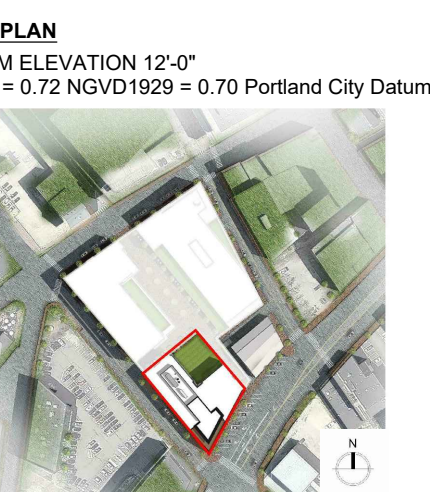 PLAN
M ELEVATION 12'-0"
= 0.72 NGVD1929 = 0.70 Portland City Datum
N